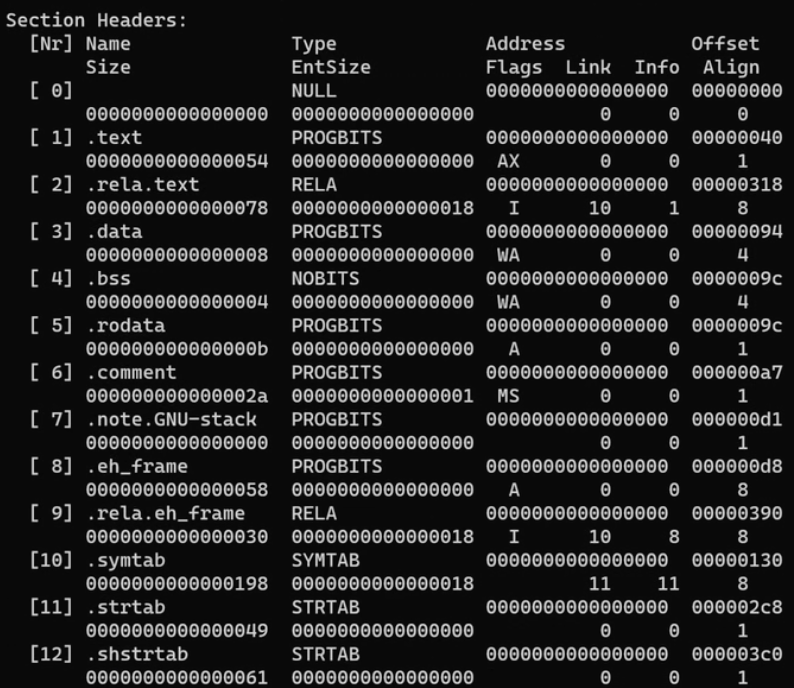 Section Headers:
  [Nr] Name              Type             Address           Offset
       Size              EntSize          Flags  Link  Info  Align
  [ 0]                   NULL             0000000000000000  00000000
       0000000000000000  0000000000000000           0     0     0
  [ 1] .text             PROGBITS         0000000000000000  00000040
       0000000000000054  0000000000000000  AX       0     0     1
  [ 2] .rela.text        RELA             0000000000000000  00000318
       0000000000000078  0000000000000018   I      10     1     8
  [ 3] .data             PROGBITS         0000000000000000  00000094
       0000000000000008  0000000000000000  WA       0     0     4
  [ 4] .bss              NOBITS           0000000000000000  0000009c
       0000000000000004  0000000000000000  WA       0     0     4
  [ 5] .rodata           PROGBITS         0000000000000000  0000009c
       000000000000000b  0000000000000000   A       0     0     1
  [ 6] .comment          PROGBITS         0000000000000000  000000a7
       000000000000002a  0000000000000001  MS       0     0     1
  [ 7] .note.GNU-stack   PROGBITS         0000000000000000  000000d1
       0000000000000000  0000000000000000           0     0     1
  [ 8] .eh_frame         PROGBITS         0000000000000000  000000d8
       0000000000000058  0000000000000000   A       0     0     8
  [ 9] .rela.eh_frame    RELA             0000000000000000  00000390
       0000000000000030  0000000000000018   I      10     8     8
  [10] .symtab           SYMTAB           0000000000000000  00000130
       0000000000000198  0000000000000018          11    11     8
  [11] .strtab           STRTAB           0000000000000000  000002c8
       0000000000000049  0000000000000000           0     0     1
  [12] .shstrtab         STRTAB           0000000000000000  000003c0
       0000000000000061  0000000000000000           0     0     1